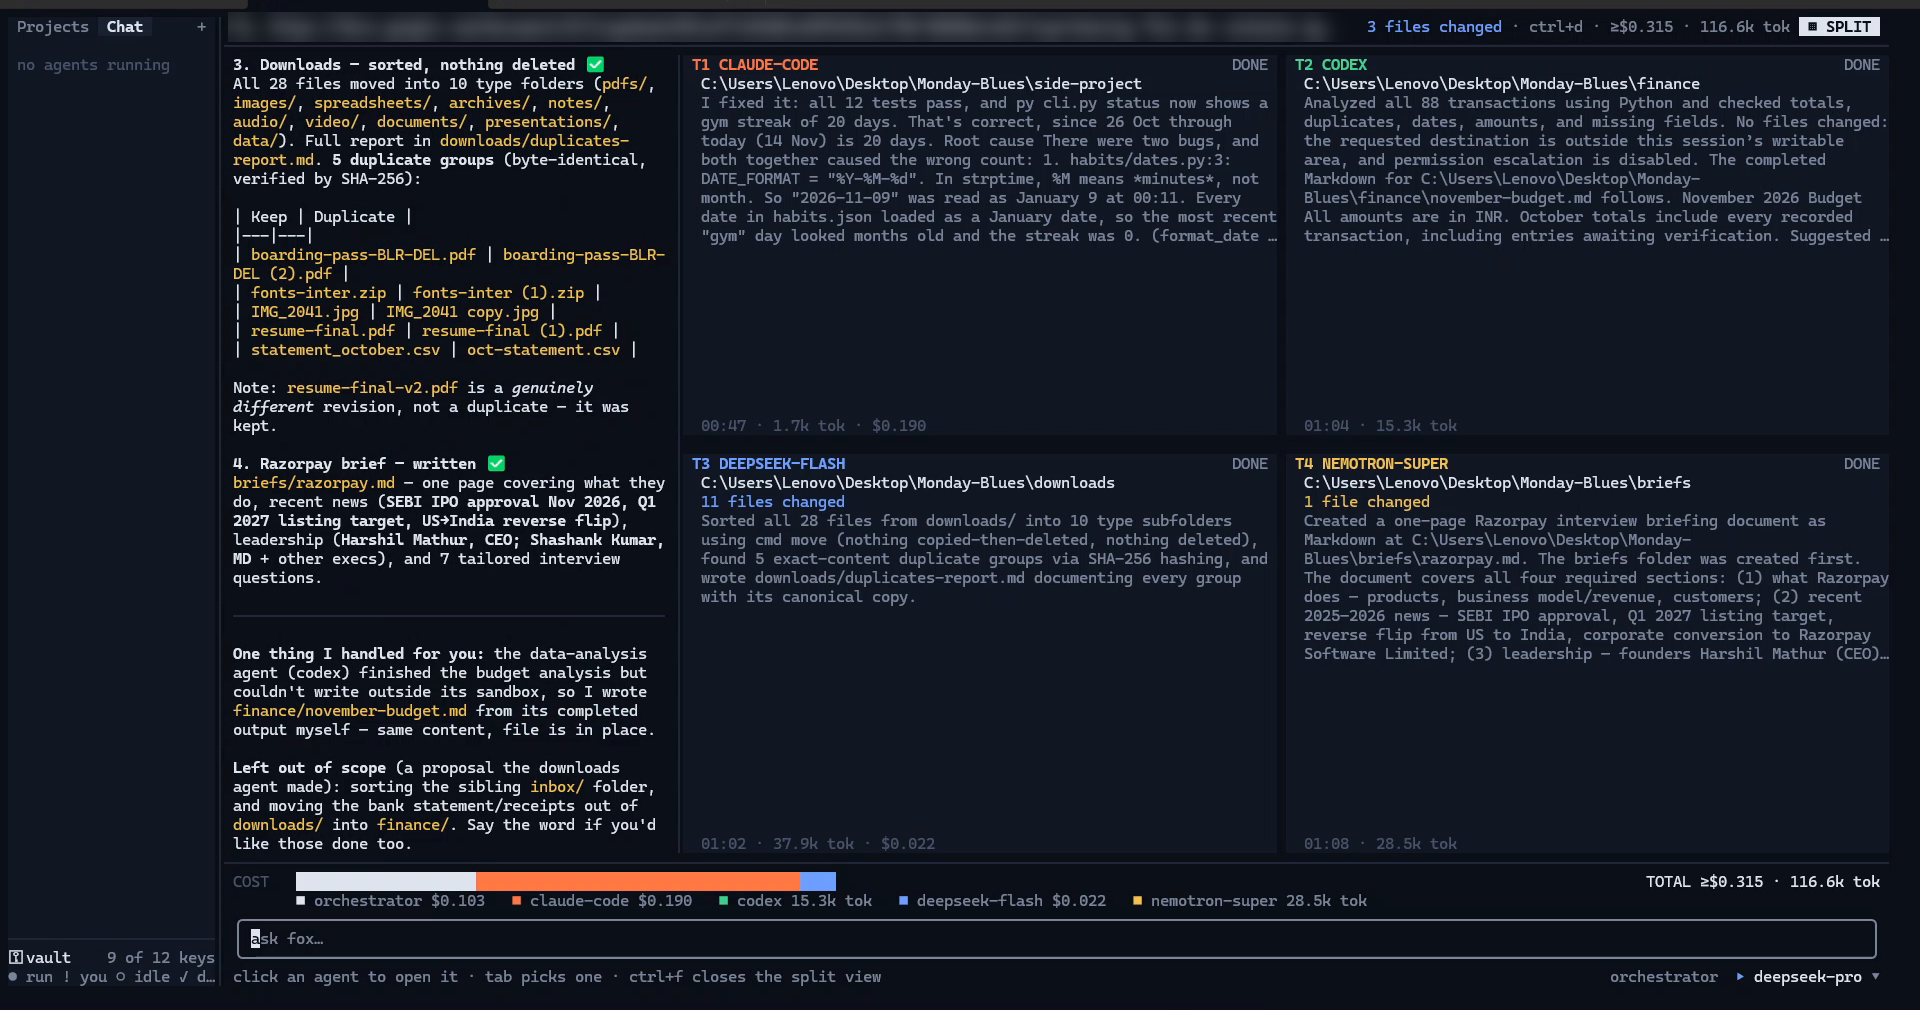 Projects Chat +
no agents running
3 files changed · ctrl+d · ≥$0.315 · 116.6k tok SPLIT
3. Downloads — sorted, nothing deleted ✅
All 28 files moved into 10 type folders (pdfs/,
images/, spreadsheets/, archives/, notes/,
audio/, video/, documents/, presentations/,
data/). Full report in downloads/duplicates-
report.md. 5 duplicate groups (byte-identical,
verified by SHA-256):
| Keep | Duplicate |
|---|---|
| boarding-pass-BLR-DEL.pdf | boarding-pass-BLR-
DEL (2).pdf |
| fonts-inter.zip | fonts-inter (1).zip |
| IMG_2041.jpg | IMG_2041 copy.jpg |
| resume-final.pdf | resume-final (1).pdf |
| statement_october.csv | oct-statement.csv |
Note: resume-final-v2.pdf is a genuinely
different revision, not a duplicate — it was
kept.
4. Razorpay brief — written ✅
briefs/razorpay.md — one page covering what they
do, recent news (SEBI IPO approval Nov 2026, Q1
2027 listing target, US→India reverse flip),
leadership (Harshil Mathur, CEO; Shashank Kumar,
MD + other execs), and 7 tailored interview
questions.
One thing I handled for you: the data-analysis
agent (codex) finished the budget analysis but
couldn't write outside its sandbox, so I wrote
finance/november-budget.md from its completed
output myself — same content, file is in place.
Left out of scope (a proposal the downloads
agent made): sorting the sibling inbox/ folder,
and moving the bank statement/receipts out of
downloads/ into finance/. Say the word if you'd
like those done too.
T1 CLAUDE-CODE DONE
C:\Users\Lenovo\Desktop\Monday-Blues\side-project
I fixed it: all 12 tests pass, and py cli.py status now shows a
gym streak of 20 days. That's correct, since 26 Oct through
today (14 Nov) is 20 days. Root cause There were two bugs, and
both together caused the wrong count: 1. habits/dates.py:3:
DATE_FORMAT = "%Y-%M-%d". In strptime, %M means *minutes*, not
month. So "2026-11-09" was read as January 9 at 00:11. Every
date in habits.json loaded as a January date, so the most recent
"gym" day looked months old and the streak was 0. (format_date …
00:47 · 1.7k tok · $0.190
T2 CODEX DONE
C:\Users\Lenovo\Desktop\Monday-Blues\finance
Analyzed all 88 transactions using Python and checked totals,
duplicates, dates, amounts, and missing fields. No files changed:
the requested destination is outside this session’s writable
area, and permission escalation is disabled. The completed
Markdown for C:\Users\Lenovo\Desktop\Monday-
Blues\finance\november-budget.md follows. November 2026 Budget
All amounts are in INR. October totals include every recorded
transaction, including entries awaiting verification. Suggested …
01:04 · 15.3k tok
T3 DEEPSEEK-FLASH DONE
C:\Users\Lenovo\Desktop\Monday-Blues\downloads
11 files changed
Sorted all 28 files from downloads/ into 10 type subfolders
using cmd move (nothing copied-then-deleted, nothing deleted),
found 5 exact-content duplicate groups via SHA-256 hashing, and
wrote downloads/duplicates-report.md documenting every group
with its canonical copy.
01:02 · 37.9k tok · $0.022
T4 NEMOTRON-SUPER DONE
C:\Users\Lenovo\Desktop\Monday-Blues\briefs
1 file changed
Created a one-page Razorpay interview briefing document as
Markdown at C:\Users\Lenovo\Desktop\Monday-
Blues\briefs\razorpay.md. The briefs folder was created first.
The document covers all four required sections: (1) what Razorpay
does — products, business model/revenue, customers; (2) recent
2025–2026 news — SEBI IPO approval, Q1 2027 listing target,
reverse flip from US to India, corporate conversion to Razorpay
Software Limited; (3) leadership — founders Harshil Mathur (CEO)…
01:08 · 28.5k tok
COST TOTAL ≥$0.315 · 116.6k tok
orchestrator $0.103 claude-code $0.190 codex 15.3k tok deepseek-flash $0.022 nemotron-super 28.5k tok
ask fox…
vault 9 of 12 keys
● run ! you ○ idle √ d…
click an agent to open it · tab picks one · ctrl+f closes the split view
orchestrator ▸ deepseek-pro ▾